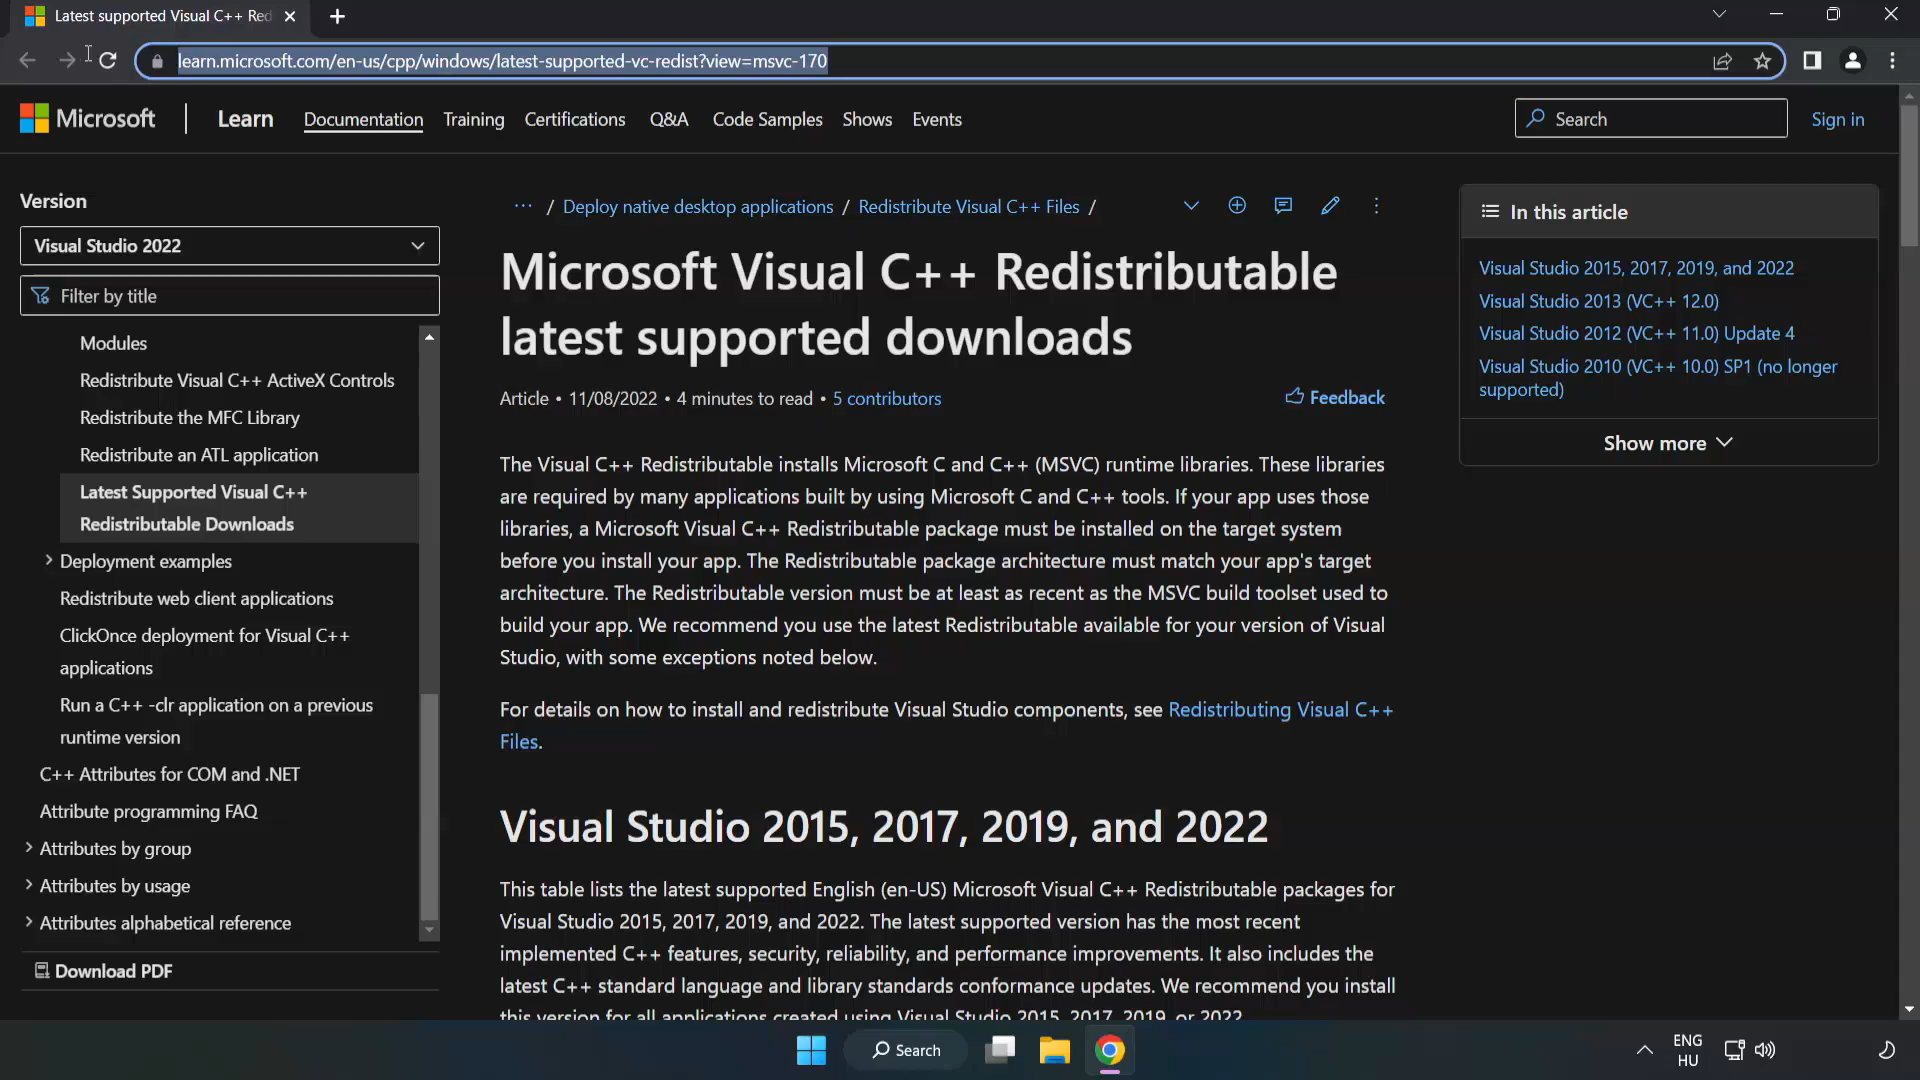 Latest supported Visual C++ Red
learn.microsoft.com/en-us/cpp/windows/latest-supported-vc-redist?view=msvc-170
Microsoft
Learn
Documentation
Training
Certifications
Q&A
Code Samples
Shows
Events
Search
Sign in
Version
Visual Studio 2022
Filter by title
Modules
Redistribute Visual C++ ActiveX Controls
Redistribute the MFC Library
Redistribute an ATL application
Latest Supported Visual C++
Redistributable Downloads
Deployment examples
Redistribute web client applications
ClickOnce deployment for Visual C++
applications
Run a C++ -clr application on a previous
runtime version
C++ Attributes for COM and .NET
Attribute programming FAQ
Attributes by group
Attributes by usage
Attributes alphabetical reference
Download PDF
… / Deploy native desktop applications / Redistribute Visual C++ Files /
Microsoft Visual C++ Redistributable
latest supported downloads
Article • 11/08/2022 • 4 minutes to read • 5 contributors
Feedback
The Visual C++ Redistributable installs Microsoft C and C++ (MSVC) runtime libraries. These libraries
are required by many applications built by using Microsoft C and C++ tools. If your app uses those
libraries, a Microsoft Visual C++ Redistributable package must be installed on the target system
before you install your app. The Redistributable package architecture must match your app's target
architecture. The Redistributable version must be at least as recent as the MSVC build toolset used to
build your app. We recommend you use the latest Redistributable available for your version of Visual
Studio, with some exceptions noted below.
For details on how to install and redistribute Visual Studio components, see Redistributing Visual C++
Files.
Visual Studio 2015, 2017, 2019, and 2022
This table lists the latest supported English (en-US) Microsoft Visual C++ Redistributable packages for
Visual Studio 2015, 2017, 2019, and 2022. The latest supported version has the most recent
implemented C++ features, security, reliability, and performance improvements. It also includes the
latest C++ standard language and library standards conformance updates. We recommend you install
this version for all applications created using Visual Studio 2015, 2017, 2019, or 2022.
In this article
Visual Studio 2015, 2017, 2019, and 2022
Visual Studio 2013 (VC++ 12.0)
Visual Studio 2012 (VC++ 11.0) Update 4
Visual Studio 2010 (VC++ 10.0) SP1 (no longer
supported)
Show more
Search
ENG
HU